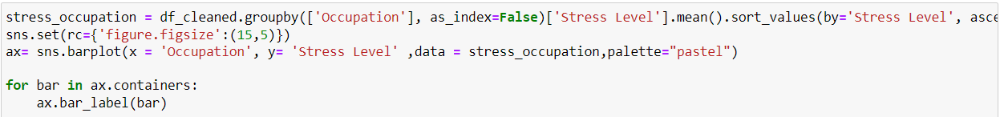 stress_occupation = df_cleaned.groupby(['Occupation'], as_index=False)['Stress Level'].mean().sort_values(by='Stress Level', asce
sns.set(rc={'figure.figsize':(15,5)})
ax= sns.barplot(x = 'Occupation', y= 'Stress Level' ,data = stress_occupation,palette="pastel")
for bar in ax.containers:
    ax.bar_label(bar)